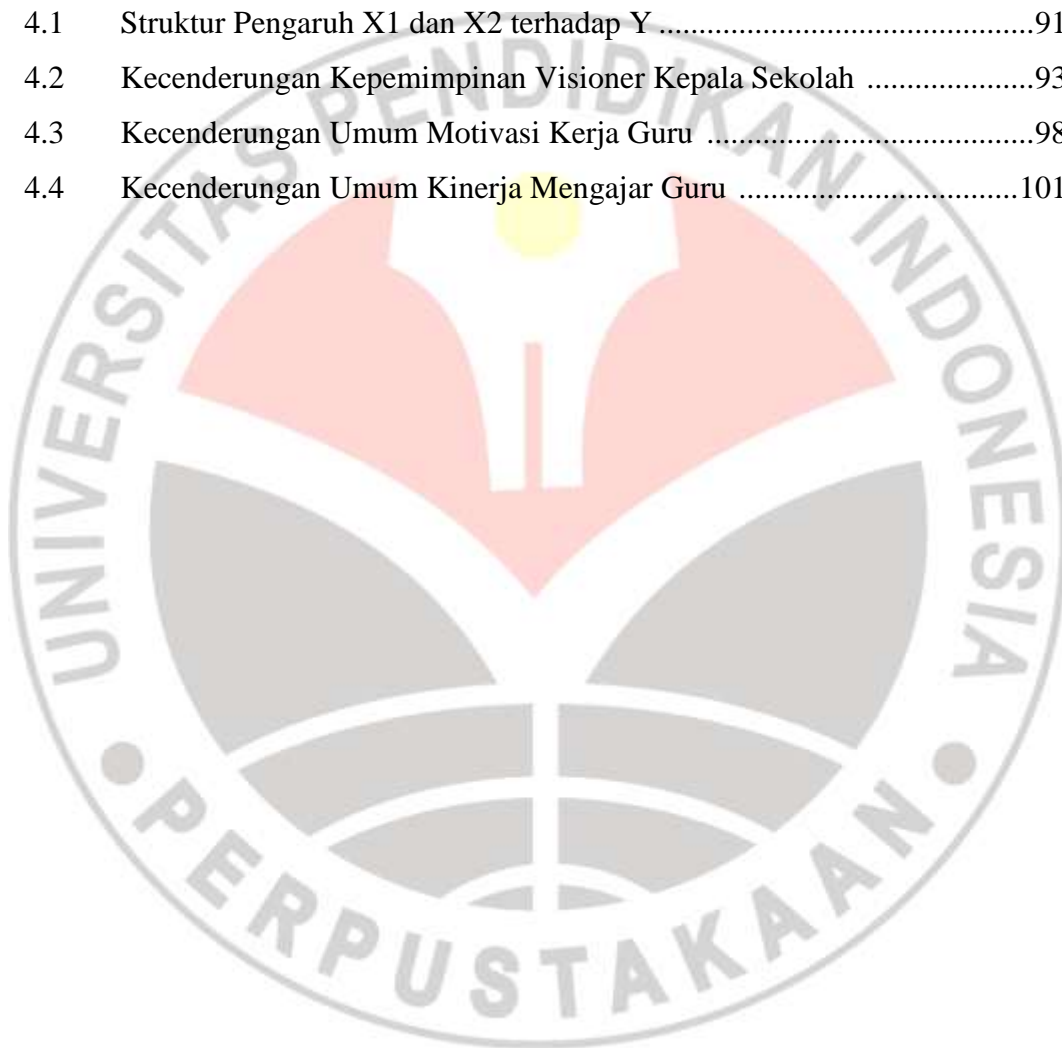 4.1 Struktur Pengaruh X1 dan X2 terhadap Y ..............................................91
4.2 Kecenderungan Kepemimpinan Visioner Kepala Sekolah ....................93
4.3 Kecenderungan Umum Motivasi Kerja Guru ........................................98
4.4 Kecenderungan Umum Kinerja Mengajar Guru ..................................101
UNIVERSITAS PENDIDIKAN INDONESIA
PERPUSTAKAAN